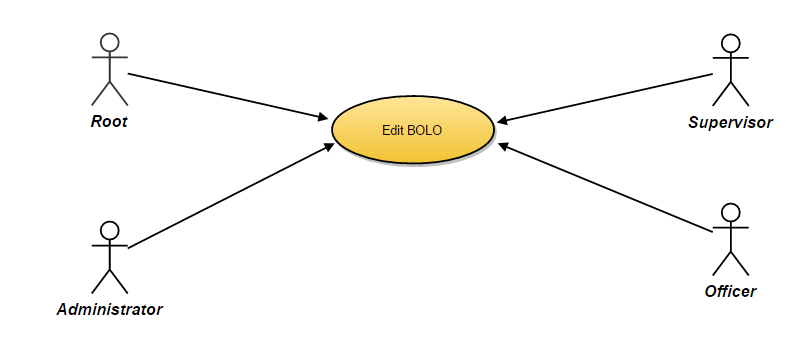 Root
Edit BOLO
Supervisor
Administrator
Officer